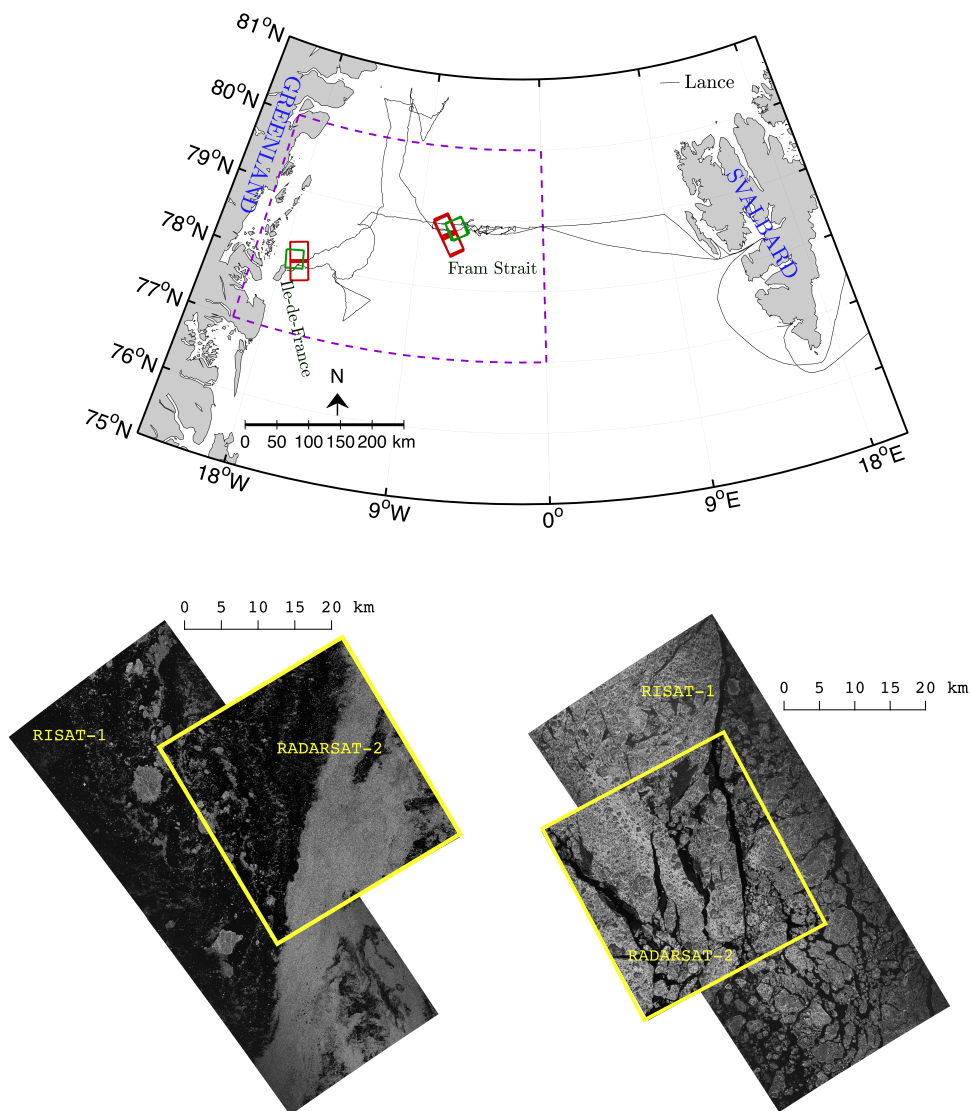 81°N
80°N
79°N
78°N
77°N
76°N
75°N
GREENLAND
Lance
SVALBARD
Fram Strait
Ile-de-France
N
0 50 100 150 200 km
18°W
9°W
0°
9°E
18°E
0 5 10 15 20 km
RISAT-1
RADARSAT-2
RISAT-1
0 5 10 15 20 km
RADARSAT-2